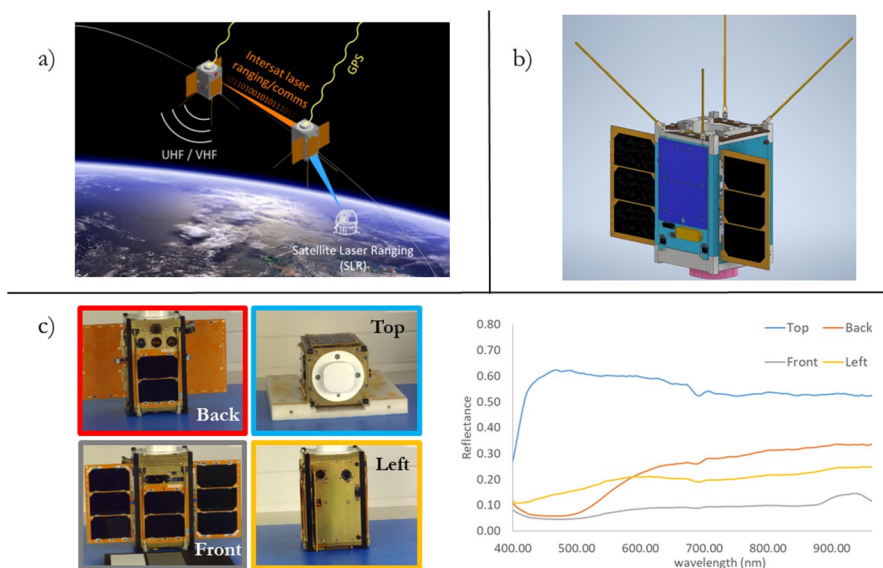 a)
Intersat laser
ranging/comms
GPS
UHF / VHF
Satellite Laser Ranging
(SLR)
b)
c)
Back
Top
Front
Left
Top
Back
Front
Left
Reflectance
0.80
0.70
0.60
0.50
0.40
0.30
0.20
0.10
0.00
400.00 500.00 600.00 700.00 800.00 900.00
wavelength (nm)